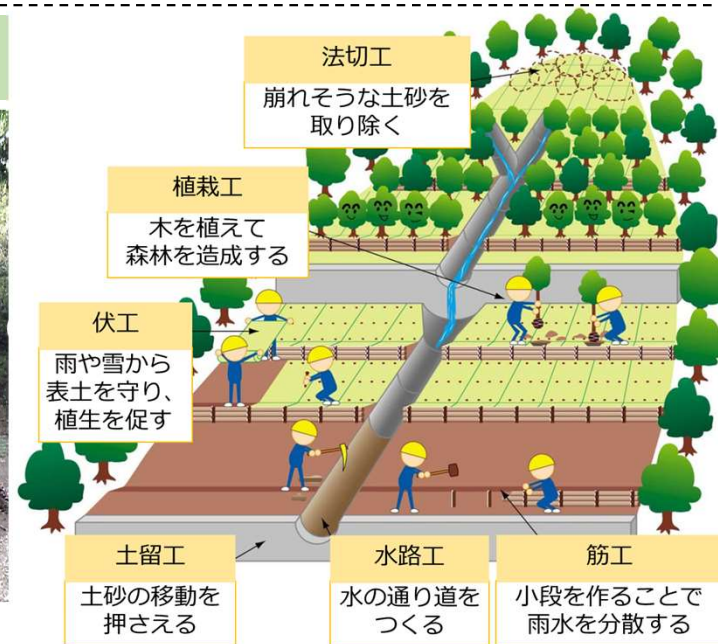 法切工
崩れそうな土砂を
取り除く
植栽工
木を植えて
森林を造成する
伏工
雨や雪から
表土を守り、
植生を促す
土留工
土砂の移動を
押さえる
水路工
水の通り道を
つくる
筋工
小段を作ることで
雨水を分散する